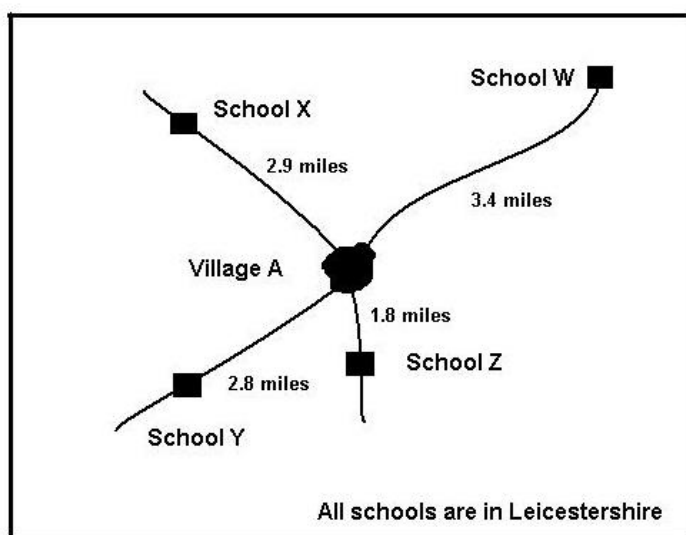 School W
School X
2.9 miles
3.4 miles
Village A
1.8 miles
School Z
2.8 miles
School Y
All schools are in Leicestershire